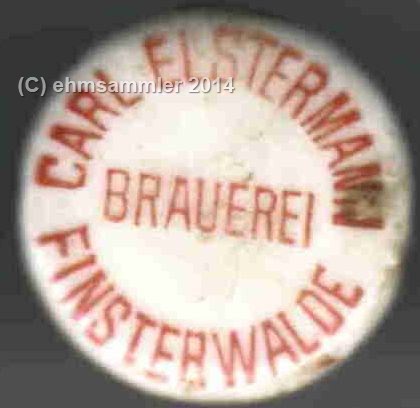 (C) ehmsammler 2014
CARL ELSTERMANN
BRAUEREI
FINSTERWALDE